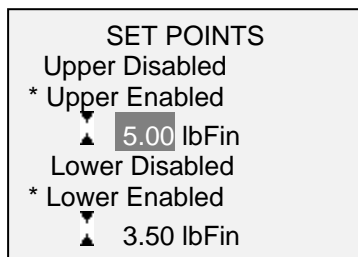 SET POINTS
Upper Disabled
* Upper Enabled
5.00 lbFin
Lower Disabled
* Lower Enabled
3.50 lbFin